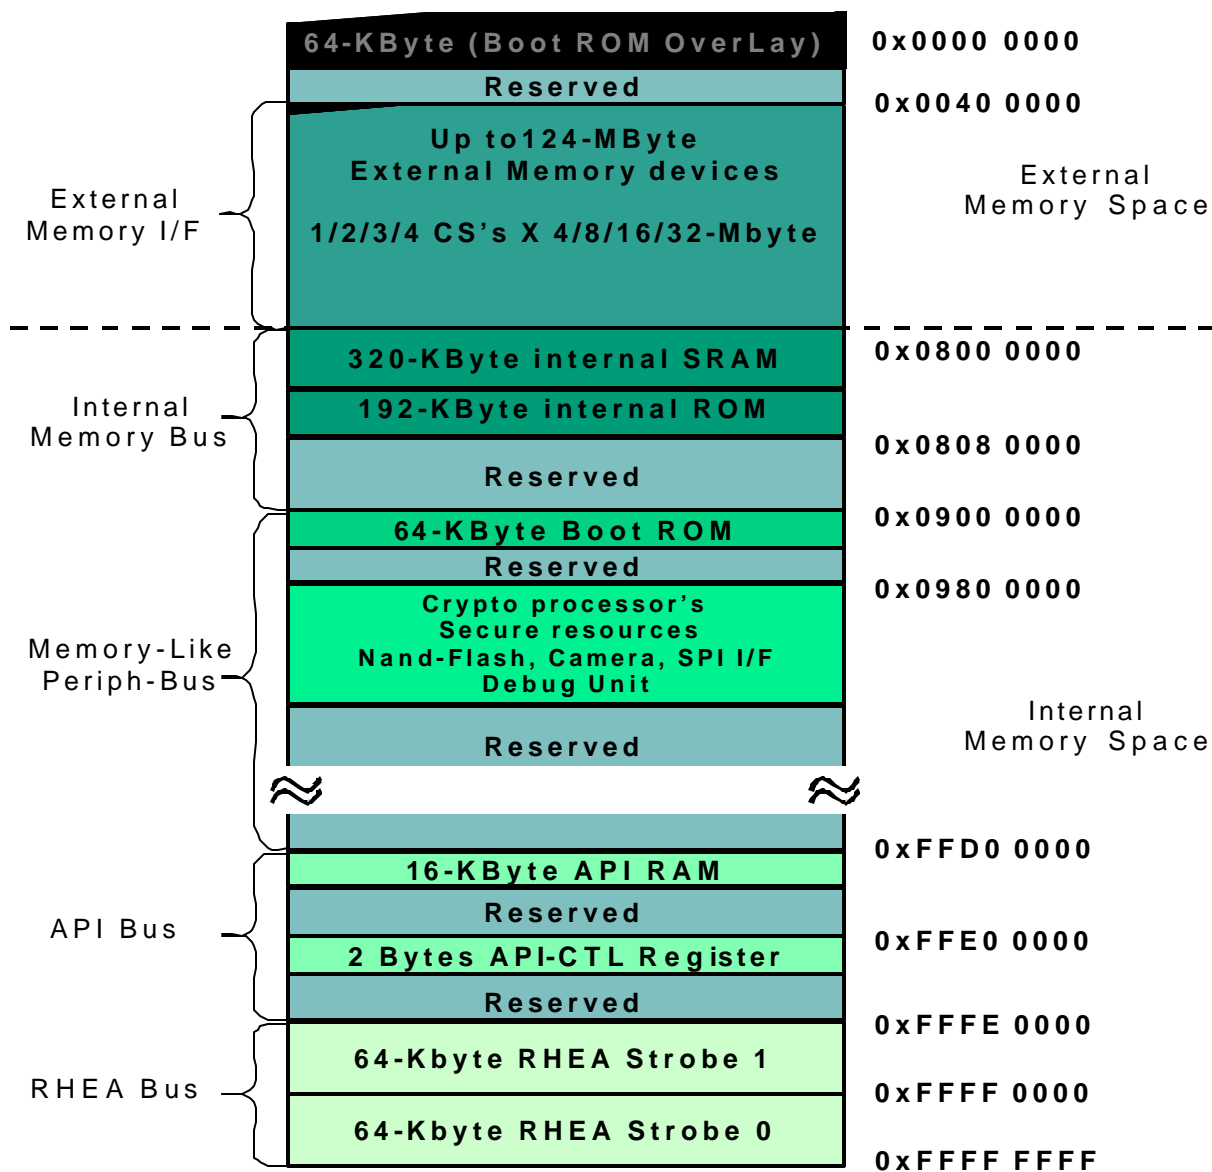 64-KByte (Boot ROM OverLay)
0x0000 0000
Reserved
0x0040 0000
Up to124-MByte
External Memory devices
1/2/3/4 CS's X 4/8/16/32-Mbyte
External
Memory I/F
External
Memory Space
320-KByte internal SRAM
0x0800 0000
192-KByte internal ROM
Internal
Memory Bus
0x0808 0000
Reserved
64-KByte Boot ROM
0x0900 0000
Reserved
0x0980 0000
Crypto processor's
Secure resources
Nand-Flash, Camera, SPI I/F
Debug Unit
Memory-Like
Periph-Bus
Reserved
Internal
Memory Space
0xFFD0 0000
16-KByte API RAM
Reserved
API Bus
0xFFE0 0000
2 Bytes API-CTL Register
Reserved
0xFFFE 0000
64-Kbyte RHEA Strobe 1
RHEA Bus
0xFFFF 0000
64-Kbyte RHEA Strobe 0
0xFFFF FFFF